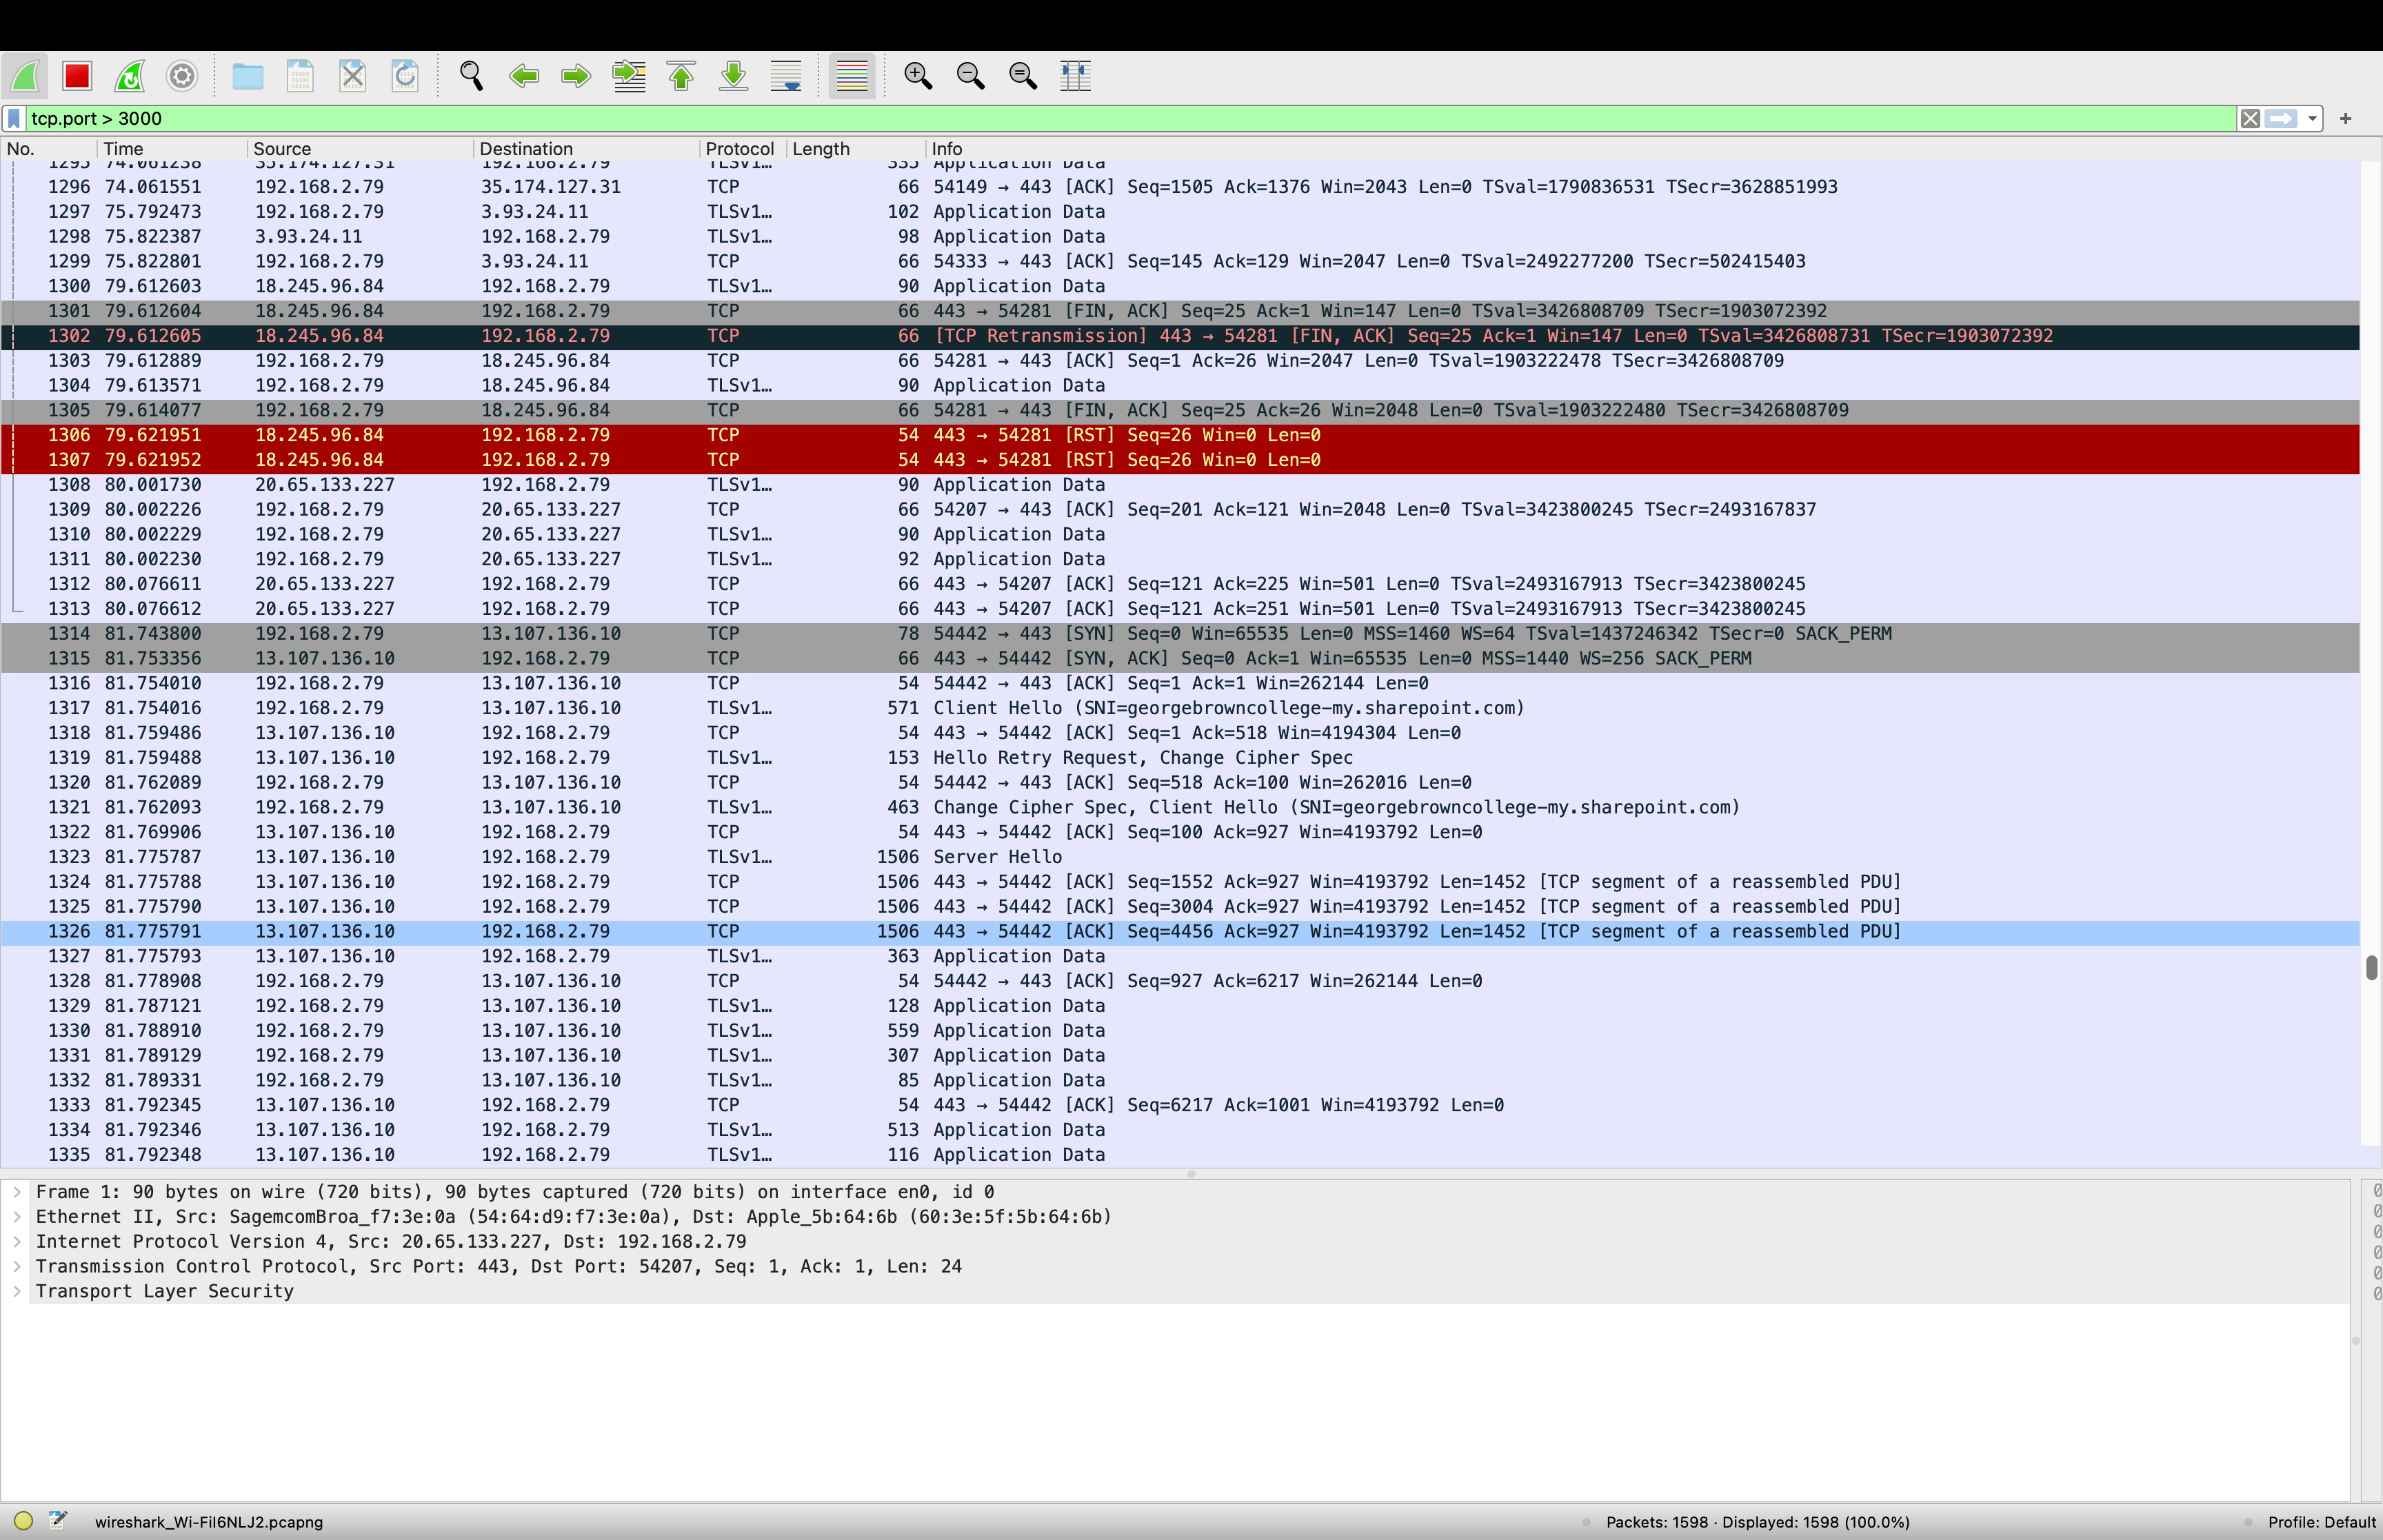 tcp.port > 3000
No. Time Source Destination Protocol Length Info
1295 74.061238 35.174.127.31 192.168.2.79 TLSv1… 335 Application Data
1296 74.061551 192.168.2.79 35.174.127.31 TCP 66 54149 → 443 [ACK] Seq=1505 Ack=1376 Win=2043 Len=0 TSval=1790836531 TSecr=3628851993
1297 75.792473 192.168.2.79 3.93.24.11 TLSv1… 102 Application Data
1298 75.822387 3.93.24.11 192.168.2.79 TLSv1… 98 Application Data
1299 75.822801 192.168.2.79 3.93.24.11 TCP 66 54333 → 443 [ACK] Seq=145 Ack=129 Win=2047 Len=0 TSval=2492277200 TSecr=502415403
1300 79.612603 18.245.96.84 192.168.2.79 TLSv1… 90 Application Data
1301 79.612604 18.245.96.84 192.168.2.79 TCP 66 443 → 54281 [FIN, ACK] Seq=25 Ack=1 Win=147 Len=0 TSval=3426808709 TSecr=1903072392
1302 79.612605 18.245.96.84 192.168.2.79 TCP 66 [TCP Retransmission] 443 → 54281 [FIN, ACK] Seq=25 Ack=1 Win=147 Len=0 TSval=3426808731 TSecr=1903072392
1303 79.612889 192.168.2.79 18.245.96.84 TCP 66 54281 → 443 [ACK] Seq=1 Ack=26 Win=2047 Len=0 TSval=1903222478 TSecr=3426808709
1304 79.613571 192.168.2.79 18.245.96.84 TLSv1… 90 Application Data
1305 79.614077 192.168.2.79 18.245.96.84 TCP 66 54281 → 443 [FIN, ACK] Seq=25 Ack=26 Win=2048 Len=0 TSval=1903222480 TSecr=3426808709
1306 79.621951 18.245.96.84 192.168.2.79 TCP 54 443 → 54281 [RST] Seq=26 Win=0 Len=0
1307 79.621952 18.245.96.84 192.168.2.79 TCP 54 443 → 54281 [RST] Seq=26 Win=0 Len=0
1308 80.001730 20.65.133.227 192.168.2.79 TLSv1… 90 Application Data
1309 80.002226 192.168.2.79 20.65.133.227 TCP 66 54207 → 443 [ACK] Seq=201 Ack=121 Win=2048 Len=0 TSval=3423800245 TSecr=2493167837
1310 80.002229 192.168.2.79 20.65.133.227 TLSv1… 90 Application Data
1311 80.002230 192.168.2.79 20.65.133.227 TLSv1… 92 Application Data
1312 80.076611 20.65.133.227 192.168.2.79 TCP 66 443 → 54207 [ACK] Seq=121 Ack=225 Win=501 Len=0 TSval=2493167913 TSecr=3423800245
1313 80.076612 20.65.133.227 192.168.2.79 TCP 66 443 → 54207 [ACK] Seq=121 Ack=251 Win=501 Len=0 TSval=2493167913 TSecr=3423800245
1314 81.743800 192.168.2.79 13.107.136.10 TCP 78 54442 → 443 [SYN] Seq=0 Win=65535 Len=0 MSS=1460 WS=64 TSval=1437246342 TSecr=0 SACK_PERM
1315 81.753356 13.107.136.10 192.168.2.79 TCP 66 443 → 54442 [SYN, ACK] Seq=0 Ack=1 Win=65535 Len=0 MSS=1440 WS=256 SACK_PERM
1316 81.754010 192.168.2.79 13.107.136.10 TCP 54 54442 → 443 [ACK] Seq=1 Ack=1 Win=262144 Len=0
1317 81.754016 192.168.2.79 13.107.136.10 TLSv1… 571 Client Hello (SNI=georgebrowncollege-my.sharepoint.com)
1318 81.759486 13.107.136.10 192.168.2.79 TCP 54 443 → 54442 [ACK] Seq=1 Ack=518 Win=4194304 Len=0
1319 81.759488 13.107.136.10 192.168.2.79 TLSv1… 153 Hello Retry Request, Change Cipher Spec
1320 81.762089 192.168.2.79 13.107.136.10 TCP 54 54442 → 443 [ACK] Seq=518 Ack=100 Win=262016 Len=0
1321 81.762093 192.168.2.79 13.107.136.10 TLSv1… 463 Change Cipher Spec, Client Hello (SNI=georgebrowncollege-my.sharepoint.com)
1322 81.769906 13.107.136.10 192.168.2.79 TCP 54 443 → 54442 [ACK] Seq=100 Ack=927 Win=4193792 Len=0
1323 81.775787 13.107.136.10 192.168.2.79 TLSv1… 1506 Server Hello
1324 81.775788 13.107.136.10 192.168.2.79 TCP 1506 443 → 54442 [ACK] Seq=1552 Ack=927 Win=4193792 Len=1452 [TCP segment of a reassembled PDU]
1325 81.775790 13.107.136.10 192.168.2.79 TCP 1506 443 → 54442 [ACK] Seq=3004 Ack=927 Win=4193792 Len=1452 [TCP segment of a reassembled PDU]
1326 81.775791 13.107.136.10 192.168.2.79 TCP 1506 443 → 54442 [ACK] Seq=4456 Ack=927 Win=4193792 Len=1452 [TCP segment of a reassembled PDU]
1327 81.775793 13.107.136.10 192.168.2.79 TLSv1… 363 Application Data
1328 81.778908 192.168.2.79 13.107.136.10 TCP 54 54442 → 443 [ACK] Seq=927 Ack=6217 Win=262144 Len=0
1329 81.787121 192.168.2.79 13.107.136.10 TLSv1… 128 Application Data
1330 81.788910 192.168.2.79 13.107.136.10 TLSv1… 559 Application Data
1331 81.789129 192.168.2.79 13.107.136.10 TLSv1… 307 Application Data
1332 81.789331 192.168.2.79 13.107.136.10 TLSv1… 85 Application Data
1333 81.792345 13.107.136.10 192.168.2.79 TCP 54 443 → 54442 [ACK] Seq=6217 Ack=1001 Win=4193792 Len=0
1334 81.792346 13.107.136.10 192.168.2.79 TLSv1… 513 Application Data
1335 81.792348 13.107.136.10 192.168.2.79 TLSv1… 116 Application Data
Frame 1: 90 bytes on wire (720 bits), 90 bytes captured (720 bits) on interface en0, id 0
Ethernet II, Src: SagemcomBroa_f7:3e:0a (54:64:d9:f7:3e:0a), Dst: Apple_5b:64:6b (60:3e:5f:5b:64:6b)
Internet Protocol Version 4, Src: 20.65.133.227, Dst: 192.168.2.79
Transmission Control Protocol, Src Port: 443, Dst Port: 54207, Seq: 1, Ack: 1, Len: 24
Transport Layer Security
wireshark_Wi-FiI6NLJ2.pcapng Packets: 1598 · Displayed: 1598 (100.0%) Profile: Default